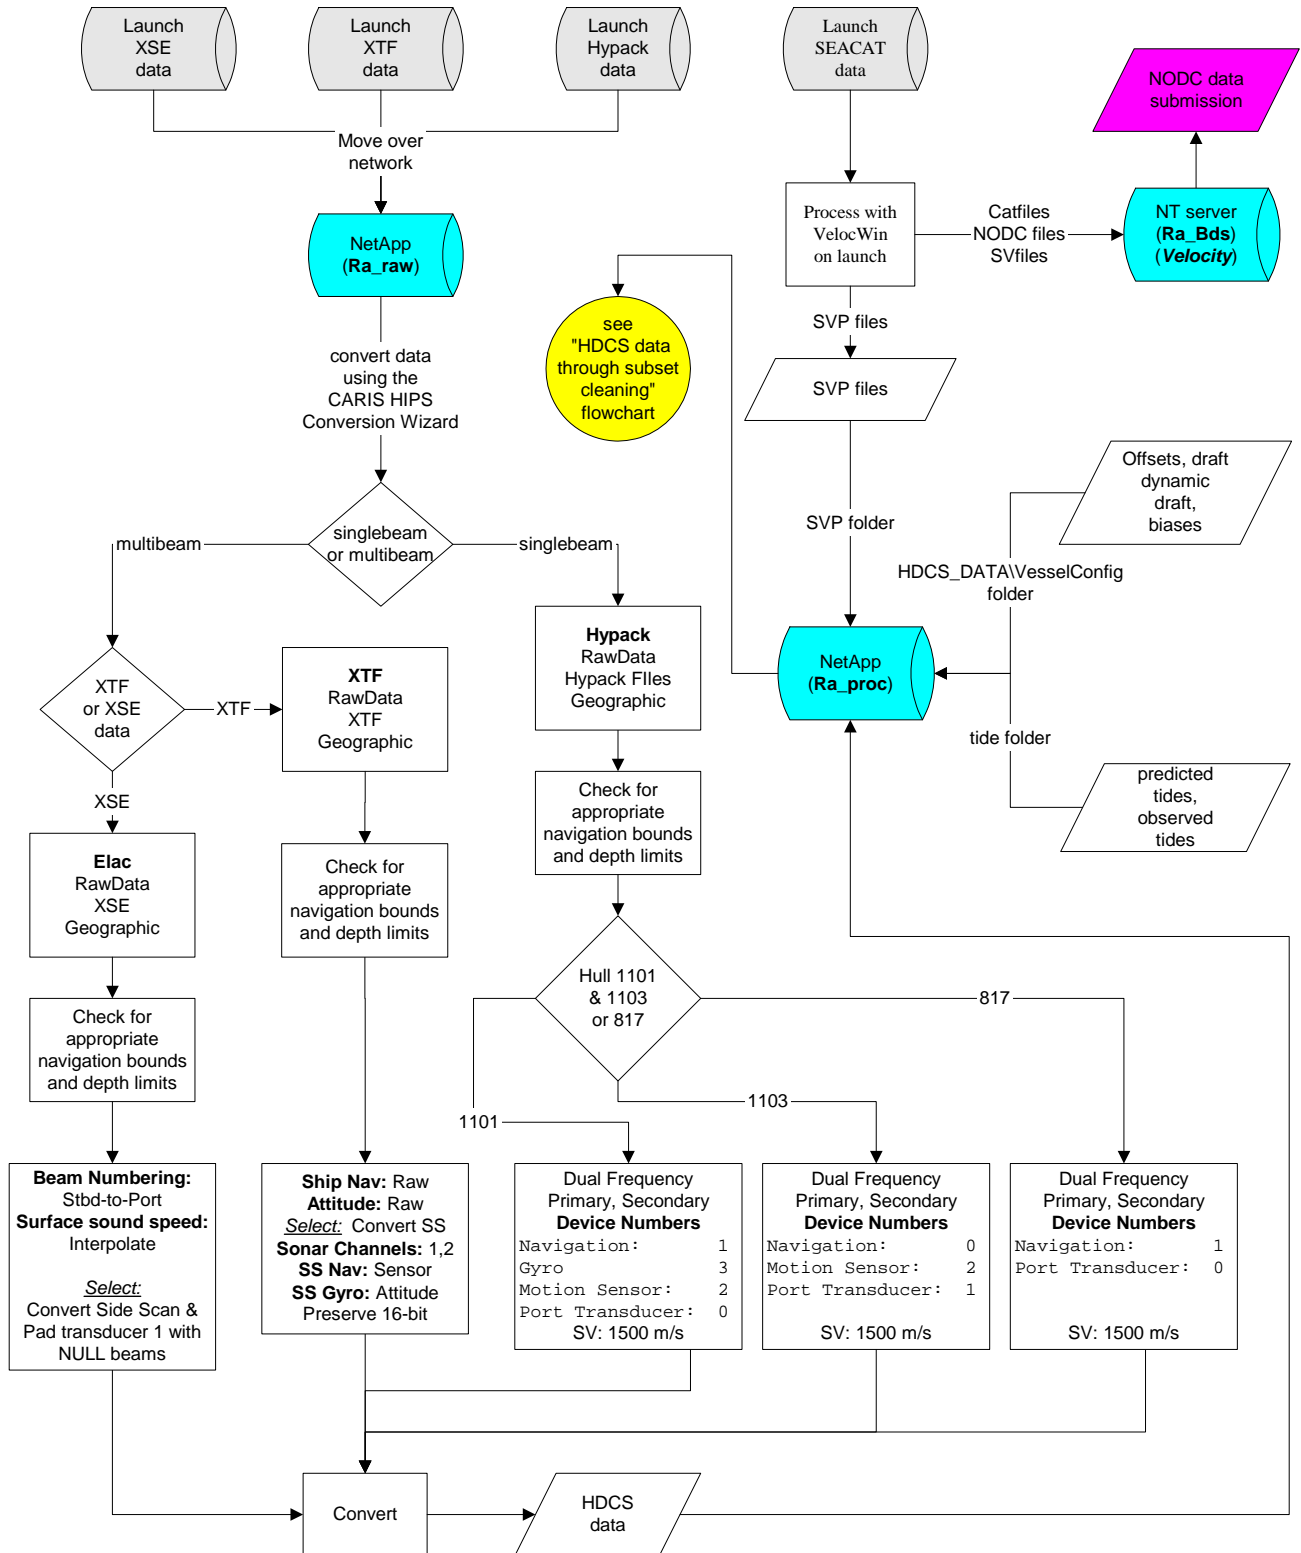 Launch
XSE
data
Launch
XTF
data
Launch
Hypack
data
Launch
SEACAT
data
NODC data
submission
Move over
network
Process with
VelocWin
on launch
Catfiles
NODC files
SVfiles
NT server
(Ra_Bds)
(Velocity)
NetApp
(Ra_raw)
see
"HDCS data
through subset
cleaning"
flowchart
SVP files
SVP files
convert data
using the
CARIS HIPS
Conversion Wizard
Offsets, draft
dynamic
draft,
biases
SVP folder
multibeam
singlebeam
or multibeam
singlebeam
HDCS_DATA\VesselConfig
folder
Hypack
RawData
Hypack FIles
Geographic
NetApp
(Ra_proc)
XTF
or XSE
data
XTF
XTF
RawData
XTF
Geographic
tide folder
predicted
tides,
observed
tides
XSE
Check for
appropriate
navigation bounds
and depth limits
Elac
RawData
XSE
Geographic
Check for
appropriate
navigation bounds
and depth limits
Hull 1101
& 1103
or 817
817
Check for
appropriate
navigation bounds
and depth limits
1103
1101
Beam Numbering:
Stbd-to-Port
Surface sound speed:
Interpolate
Select:
Convert Side Scan &
Pad transducer 1 with
NULL beams
Ship Nav: Raw
Attitude: Raw
Select: Convert SS
Sonar Channels: 1,2
SS Nav: Sensor
SS Gyro: Attitude
Preserve 16-bit
Dual Frequency
Primary, Secondary
Device Numbers
Navigation: 1
Gyro 3
Motion Sensor: 2
Port Transducer: 0
SV: 1500 m/s
Dual Frequency
Primary, Secondary
Device Numbers
Navigation: 0
Motion Sensor: 2
Port Transducer: 1
SV: 1500 m/s
Dual Frequency
Primary, Secondary
Device Numbers
Navigation: 1
Port Transducer: 0
SV: 1500 m/s
Convert
HDCS
data